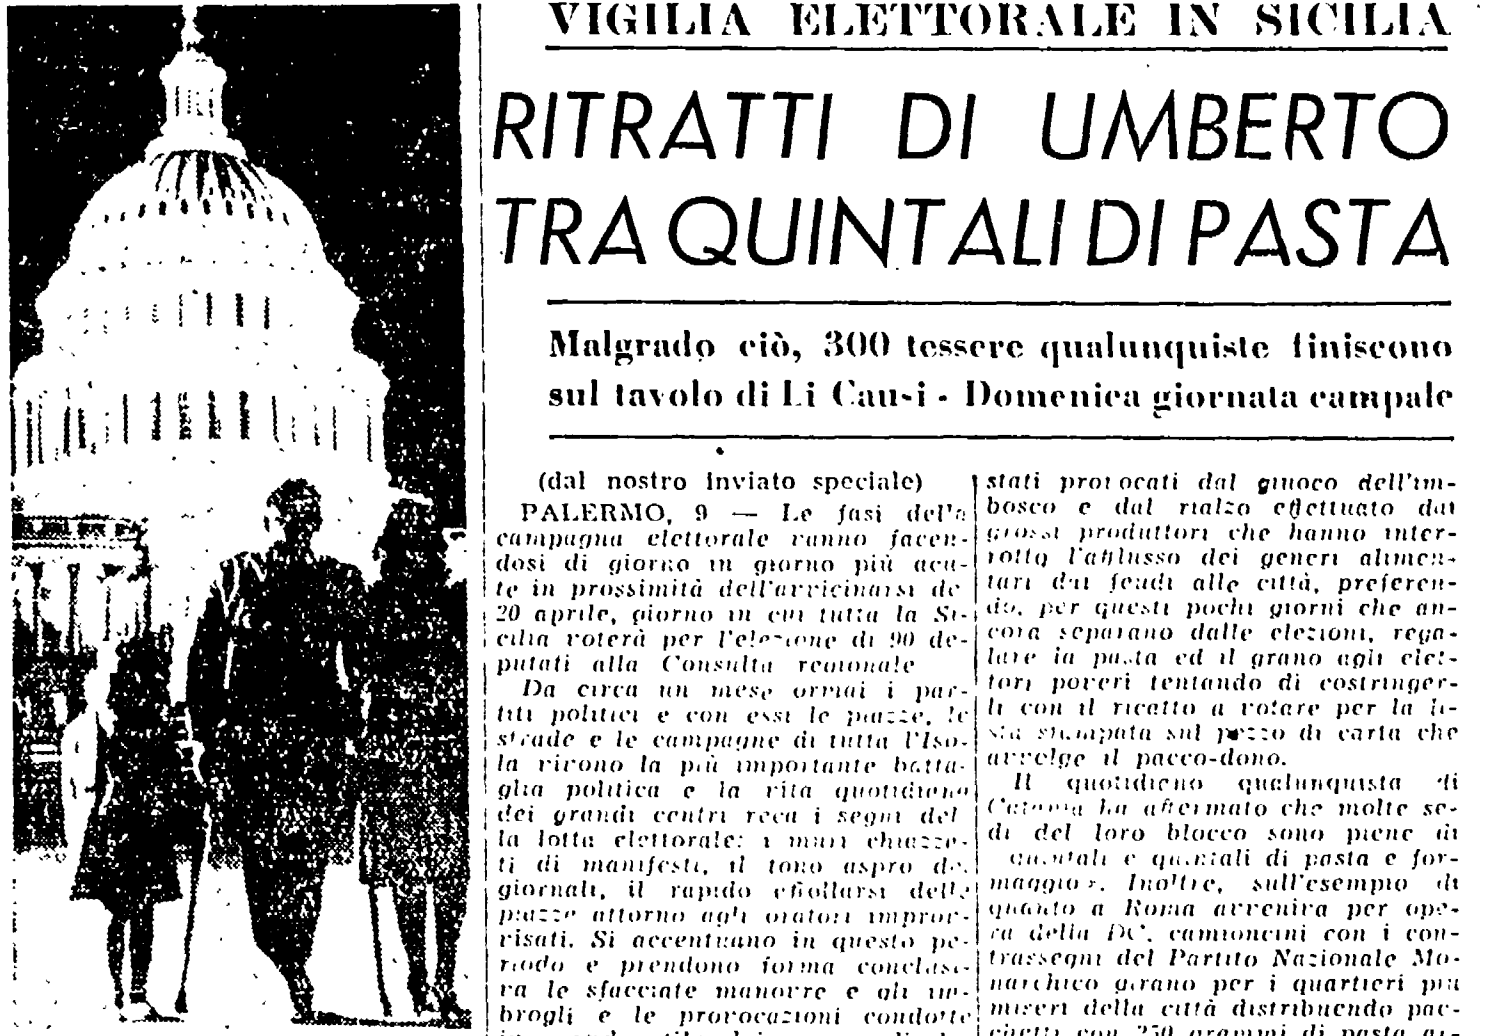 VIGILIA ELETTORALE IN SICILIA
RITRATTI DI UMBERTO
TRA QUINTALI DI PASTA
Malgrado ciò, 300 tessere qualunquiste finiscono
sul tavolo di Li Causi - Domenica giornata campale
(dal nostro inviato speciale)
PALERMO, 9 — Le fasi della
campagna elettorale vanno facen-
dosi di giorno in giorno più acu-
te in prossimità dell'avvicinarsi de
20 aprile, giorno in cui tutta la Si-
cilia voterà per l'elezione di 90 de-
putati alla Consulta regionale
Da circa un mese ormai i par-
titi politici e con essi le piazze, le
strade e le campagne di tutta l'Iso-
la vivono la più importante batta-
glia politica e la vita quotidiana
dei grandi centri reca i segni del
la lotta elettorale: i muri chiazza-
ti di manifesti, il tono aspro de.
giornali, il rapido affollarsi delle
piazze attorno agli oratori improv-
visati. Si accentuano in questo pe-
riodo e prendono forma conclusi-
va le sfacciate manovre e gli im-
brogli e le provocazioni condotte
stati provocati dal giuoco dell'im-
bosco e dal rialzo effettuato dai
grossi produttori che hanno inter-
rotto l'afflusso dei generi alimen-
tari dai feudi alle città, preferen-
do, per questi pochi giorni che an-
cora separano dalle elezioni, rega-
lare la pasta ed il grano agli elet-
tori poveri tentando di costringer-
li con il ricatto a votare per la li-
sta stampata sul pezzo di carta che
avvolge il pacco-dono.
Il quotidiano qualunquista di
Catania ha affermato che molte se-
di del loro blocco sono piene di
quintali e quintali di pasta e for-
maggio». Inoltre, sull'esempio di
quanto a Roma avveniva per ope-
ra della DC, camioncini con i con-
trassegni del Partito Nazionale Mo-
narchico girano per i quartieri più
miseri della città distribuendo pac-
chetti con 250 grammi di pasta